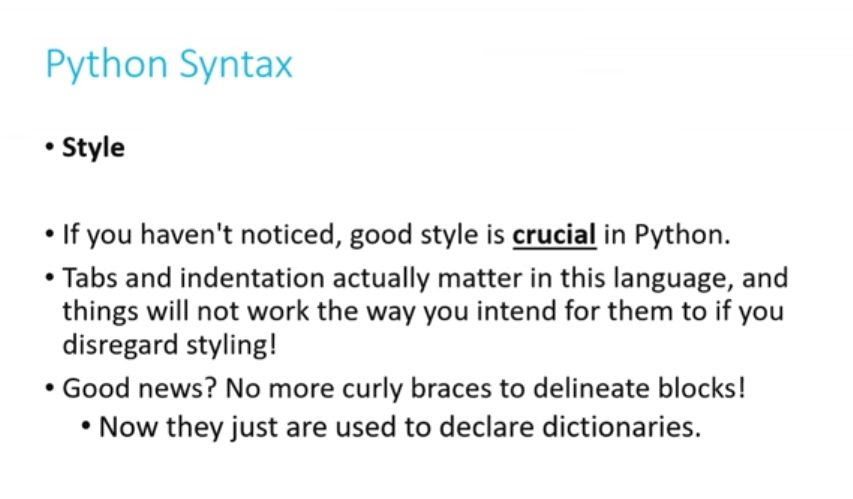 Python Syntax
• Style
• If you haven't noticed, good style is crucial in Python.
• Tabs and indentation actually matter in this language, and
things will not work the way you intend for them to if you
disregard styling!
• Good news? No more curly braces to delineate blocks!
• Now they just are used to declare dictionaries.